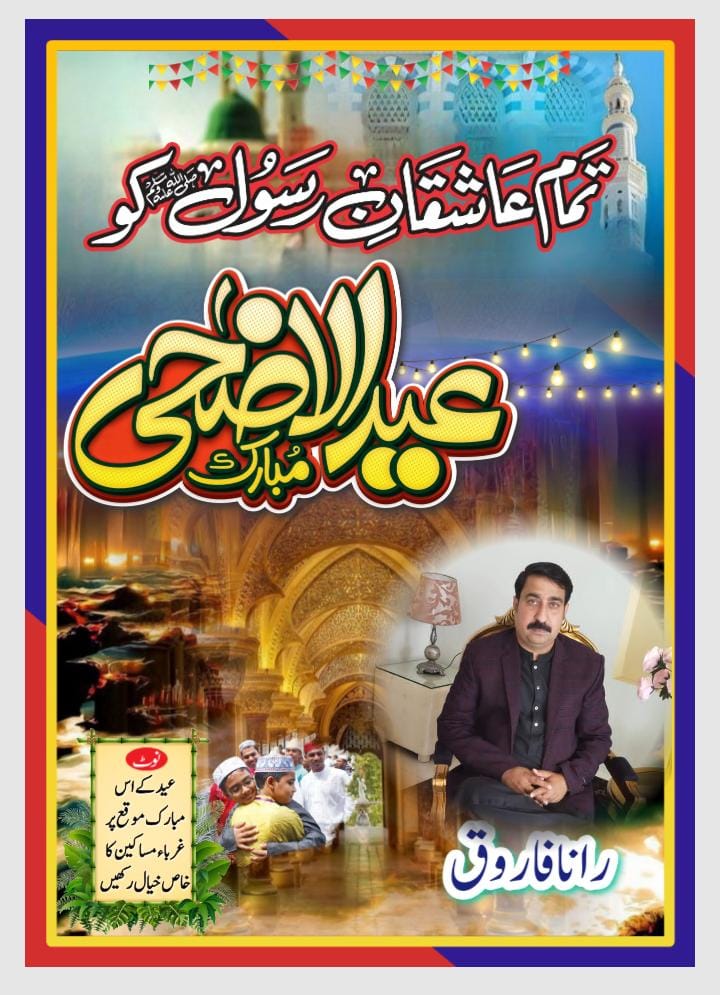 تمام عاشقان رسول ﷺ کو
عید الاضحیٰ
مبارک
نوٹ
عید کے اس
مبارک موقع پر
غرباء مساکین کا
خاص خیال رکھیں
رانا فاروق